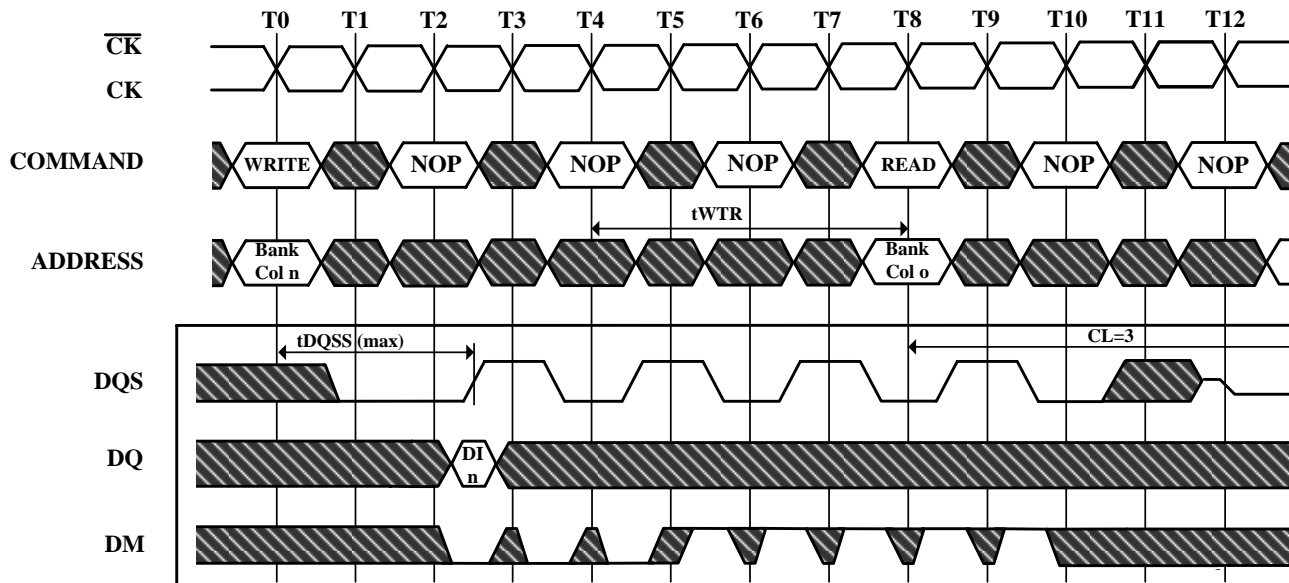 T0 T1 T2 T3 T4 T5 T6 T7 T8 T9 T10 T11 T12
CK
CK
COMMAND WRITE NOP NOP NOP READ NOP NOP
tWTR
ADDRESS Bank Col n Bank Col o
tDQSS (max) CL=3
DQS
DQ DI n
DM